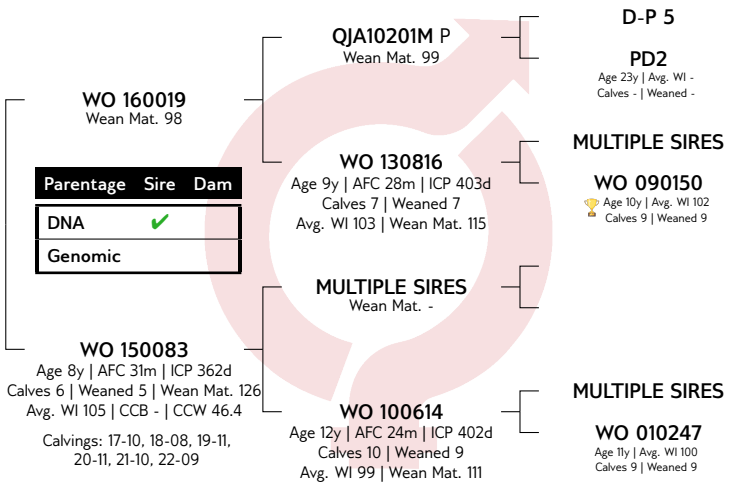 D-P 5
QJA10201M P
Wean Mat. 99
PD2
Age 23y | Avg. WI -
Calves - | Weaned -
WO 160019
Wean Mat. 98
MULTIPLE SIRES
WO 130816
Age 9y | AFC 28m | ICP 403d
Calves 7 | Weaned 7
Avg. WI 103 | Wean Mat. 115
WO 090150
Age 10y | Avg. WI 102
Calves 9 | Weaned 9
Parentage Sire Dam
DNA ✔
Genomic
MULTIPLE SIRES
Wean Mat. -
WO 150083
Age 8y | AFC 31m | ICP 362d
Calves 6 | Weaned 5 | Wean Mat. 126
Avg. WI 105 | CCB - | CCW 46.4
Calvings: 17-10, 18-08, 19-11,
20-11, 21-10, 22-09
MULTIPLE SIRES
WO 100614
Age 12y | AFC 24m | ICP 402d
Calves 10 | Weaned 9
Avg. WI 99 | Wean Mat. 111
WO 010247
Age 11y | Avg. WI 100
Calves 9 | Weaned 9